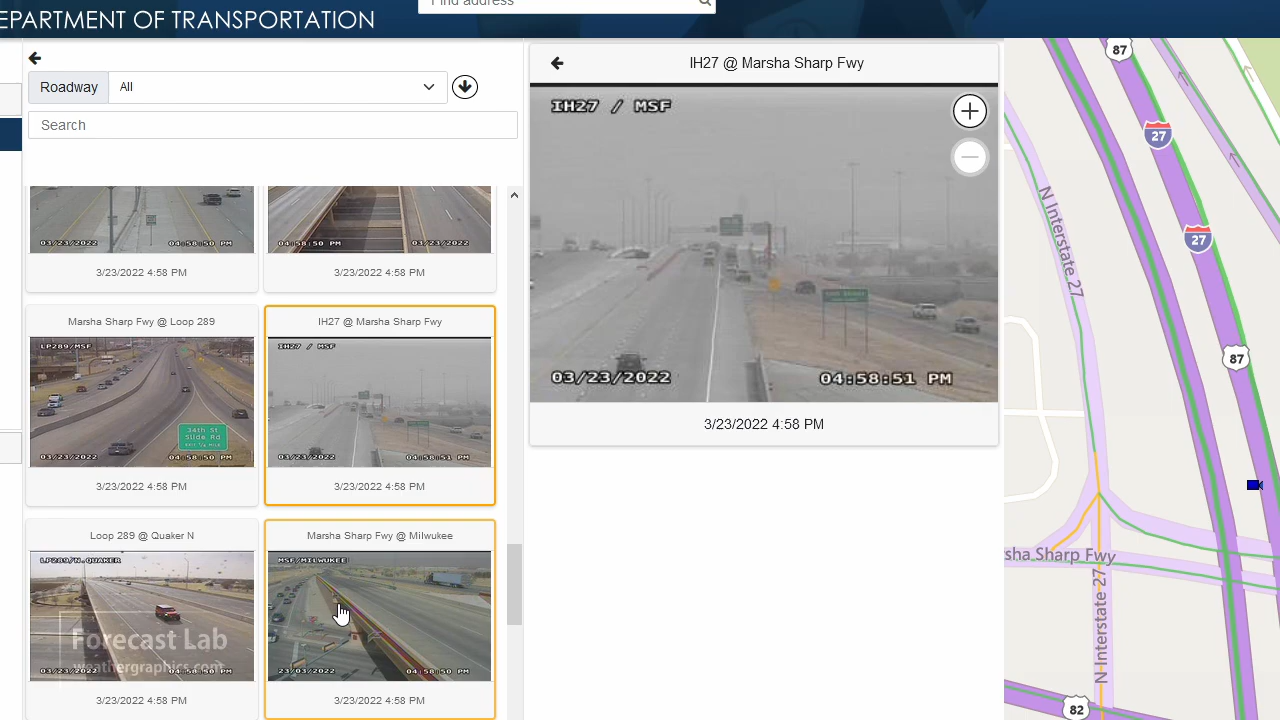 EPARTMENT OF TRANSPORTATION
Find address
Roadway
All
Search
03/23/2022 04:58:50 PM
3/23/2022 4:58 PM
04:58:50 PM 03/23/2022
3/23/2022 4:58 PM
Marsha Sharp Fwy @ Loop 289
LP289/MSF
34th St
Slide Rd
03/23/2022 04:58:50 PM
3/23/2022 4:58 PM
IH27 @ Marsha Sharp Fwy
IH27 / MSF
03/23/2022 04:58:51 PM
3/23/2022 4:58 PM
Loop 289 @ Quaker N
LP289/N.QUAKER
Forecast Lab
weathergraphics.com
03/23/2022 04:58:50 PM
3/23/2022 4:58 PM
Marsha Sharp Fwy @ Milwukee
MSF/MILWUKEE
23/03/2022 04:58:50 PM
3/23/2022 4:58 PM
IH27 @ Marsha Sharp Fwy
IH27 / MSF
03/23/2022 04:58:51 PM
3/23/2022 4:58 PM
87
27
N Interstate 27
27
87
sha Sharp Fwy
N Interstate 27
82